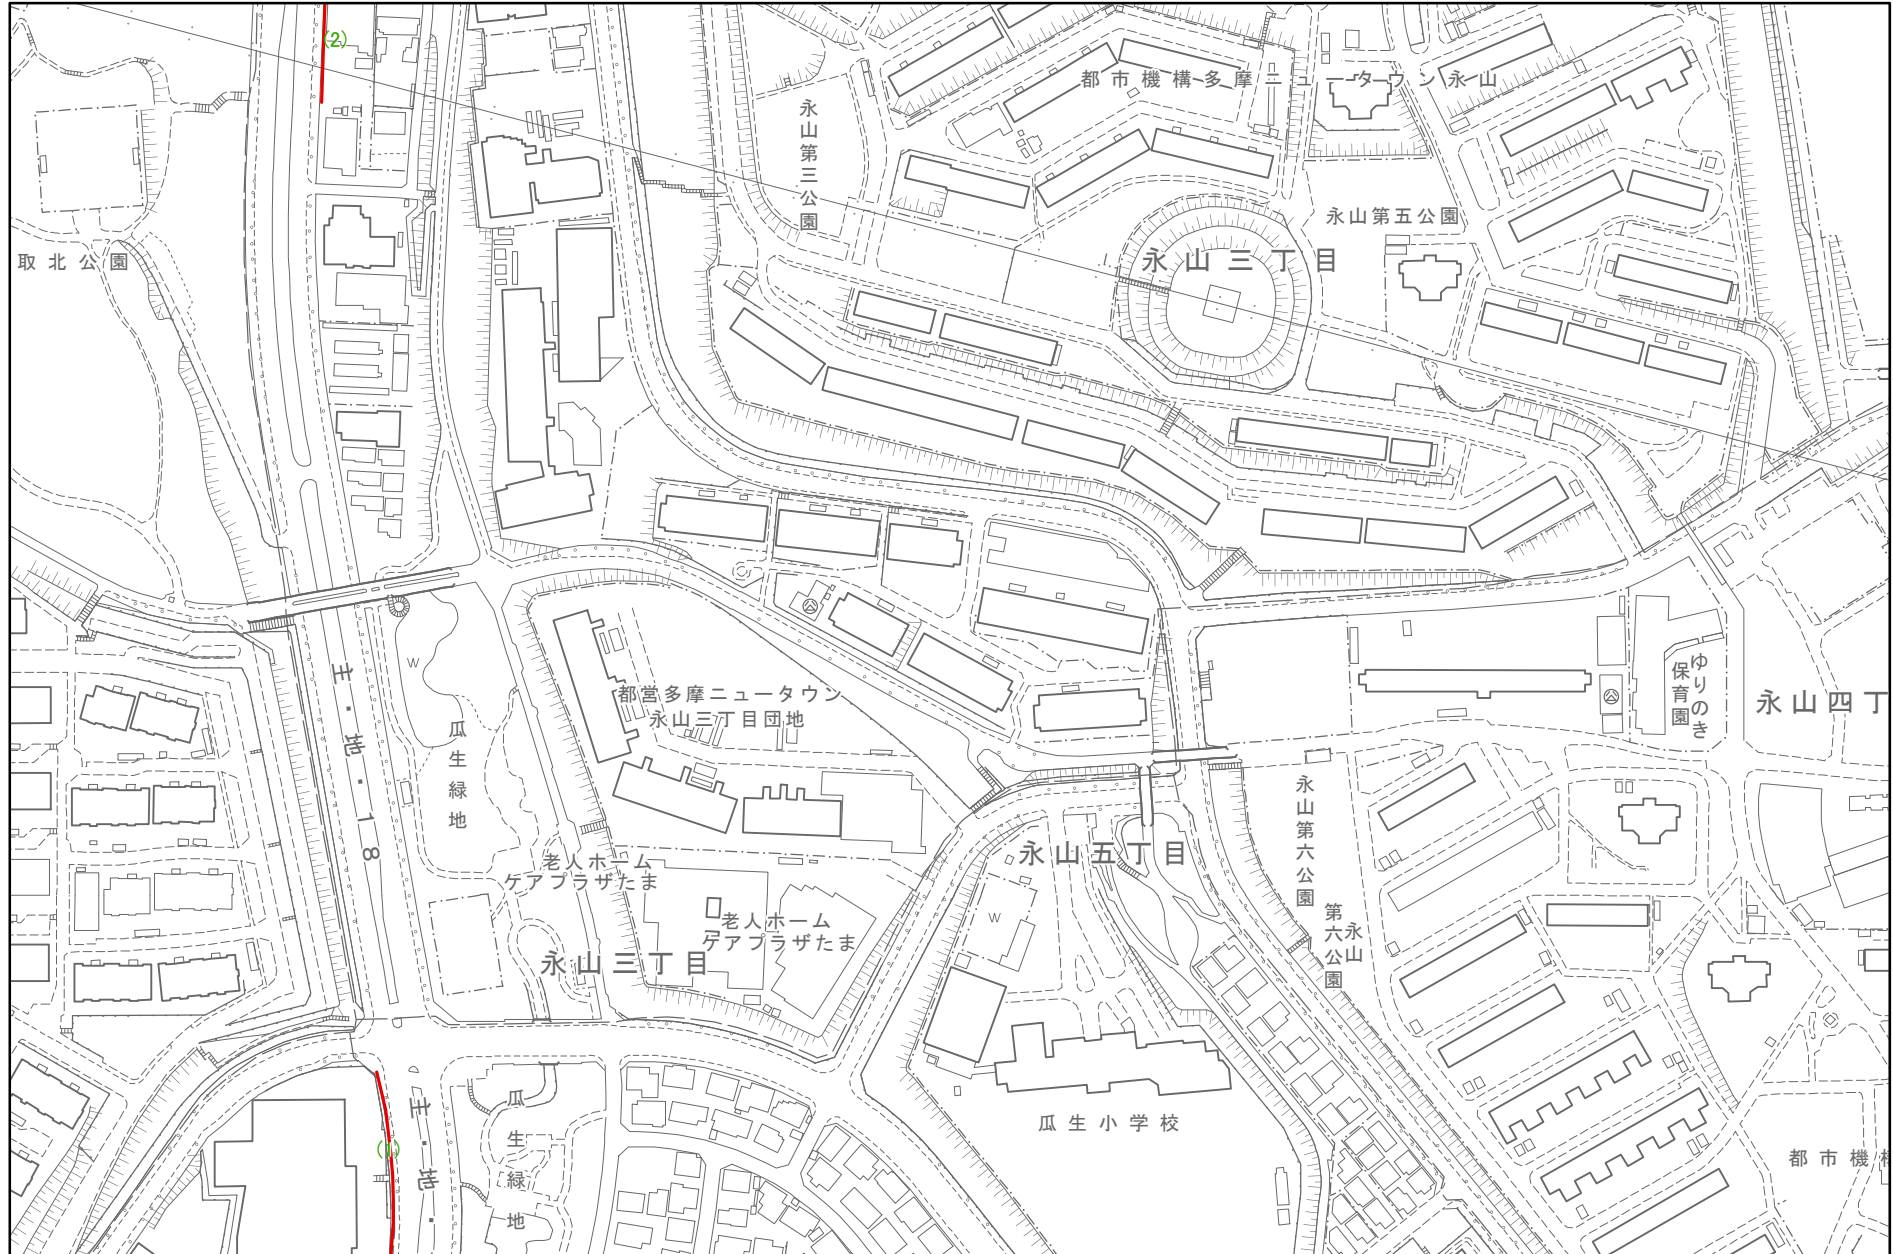 (2)
都市機構多摩ニュータウン永山
永山第三公園
永山第五公園
永山三丁目
取北公園
ゆりのき
保育園
永山四丁
主・地・18
都営多摩ニュータウン
永山三丁目団地
瓜生緑地
W
永山第六公園
永山五丁目
老人ホーム
ケアプラザたま
老人ホーム
ケアプラザたま
W
永山
第六公園
永山三丁目
瓜生緑地
主・地・
瓜生小学校
(1)
都市機構